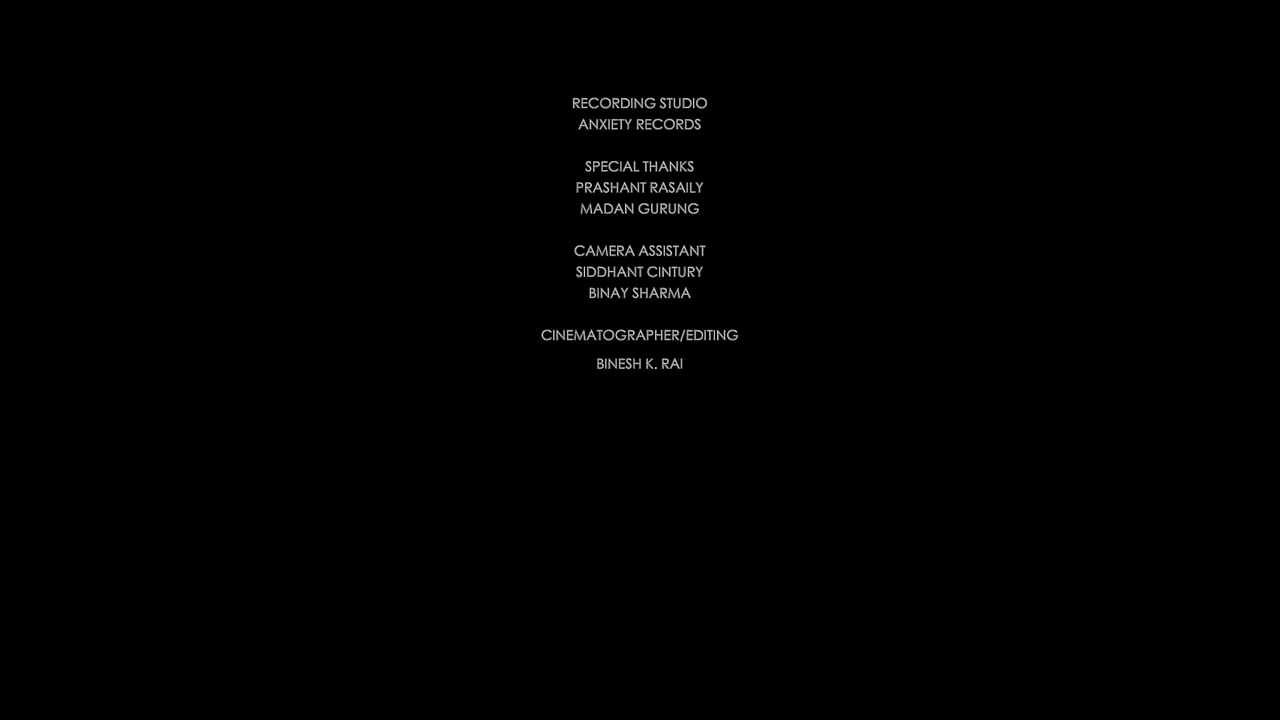 RECORDING STUDIO
ANXIETY RECORDS
SPECIAL THANKS
PRASHANT RASAILY
MADAN GURUNG
CAMERA ASSISTANT
SIDDHANT CINTURY
BINAY SHARMA
CINEMATOGRAPHER/EDITING
BINESH K. RAI